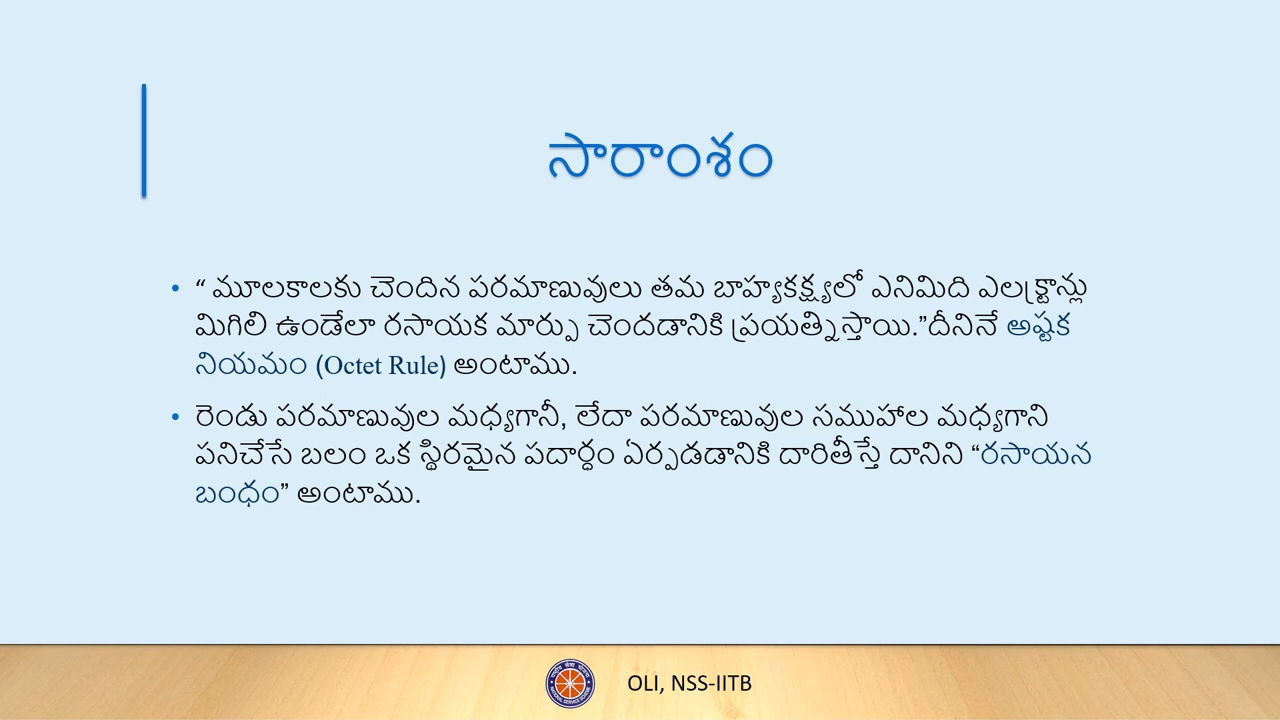 సారాంశం
• “ మూలకాలకు చెందిన పరమాణువులు తమ బాహ్యకక్ష్యలో ఎనిమిది ఎలక్ట్రాన్లు
మిగిలి ఉండేలా రసాయక మార్పు చెందడానికి ప్రయత్నిస్తాయి.”దీనినే అష్టక
నియమం (Octet Rule) అంటాము.
• రెండు పరమాణువుల మధ్యగానీ, లేదా పరమాణువుల సముహాల మధ్యగాని
పనిచేసే బలం ఒక స్థిరమైన పదార్థం ఏర్పడడానికి దారితీస్తే దానిని “రసాయన
బంధం” అంటాము.
OLI, NSS-IITB